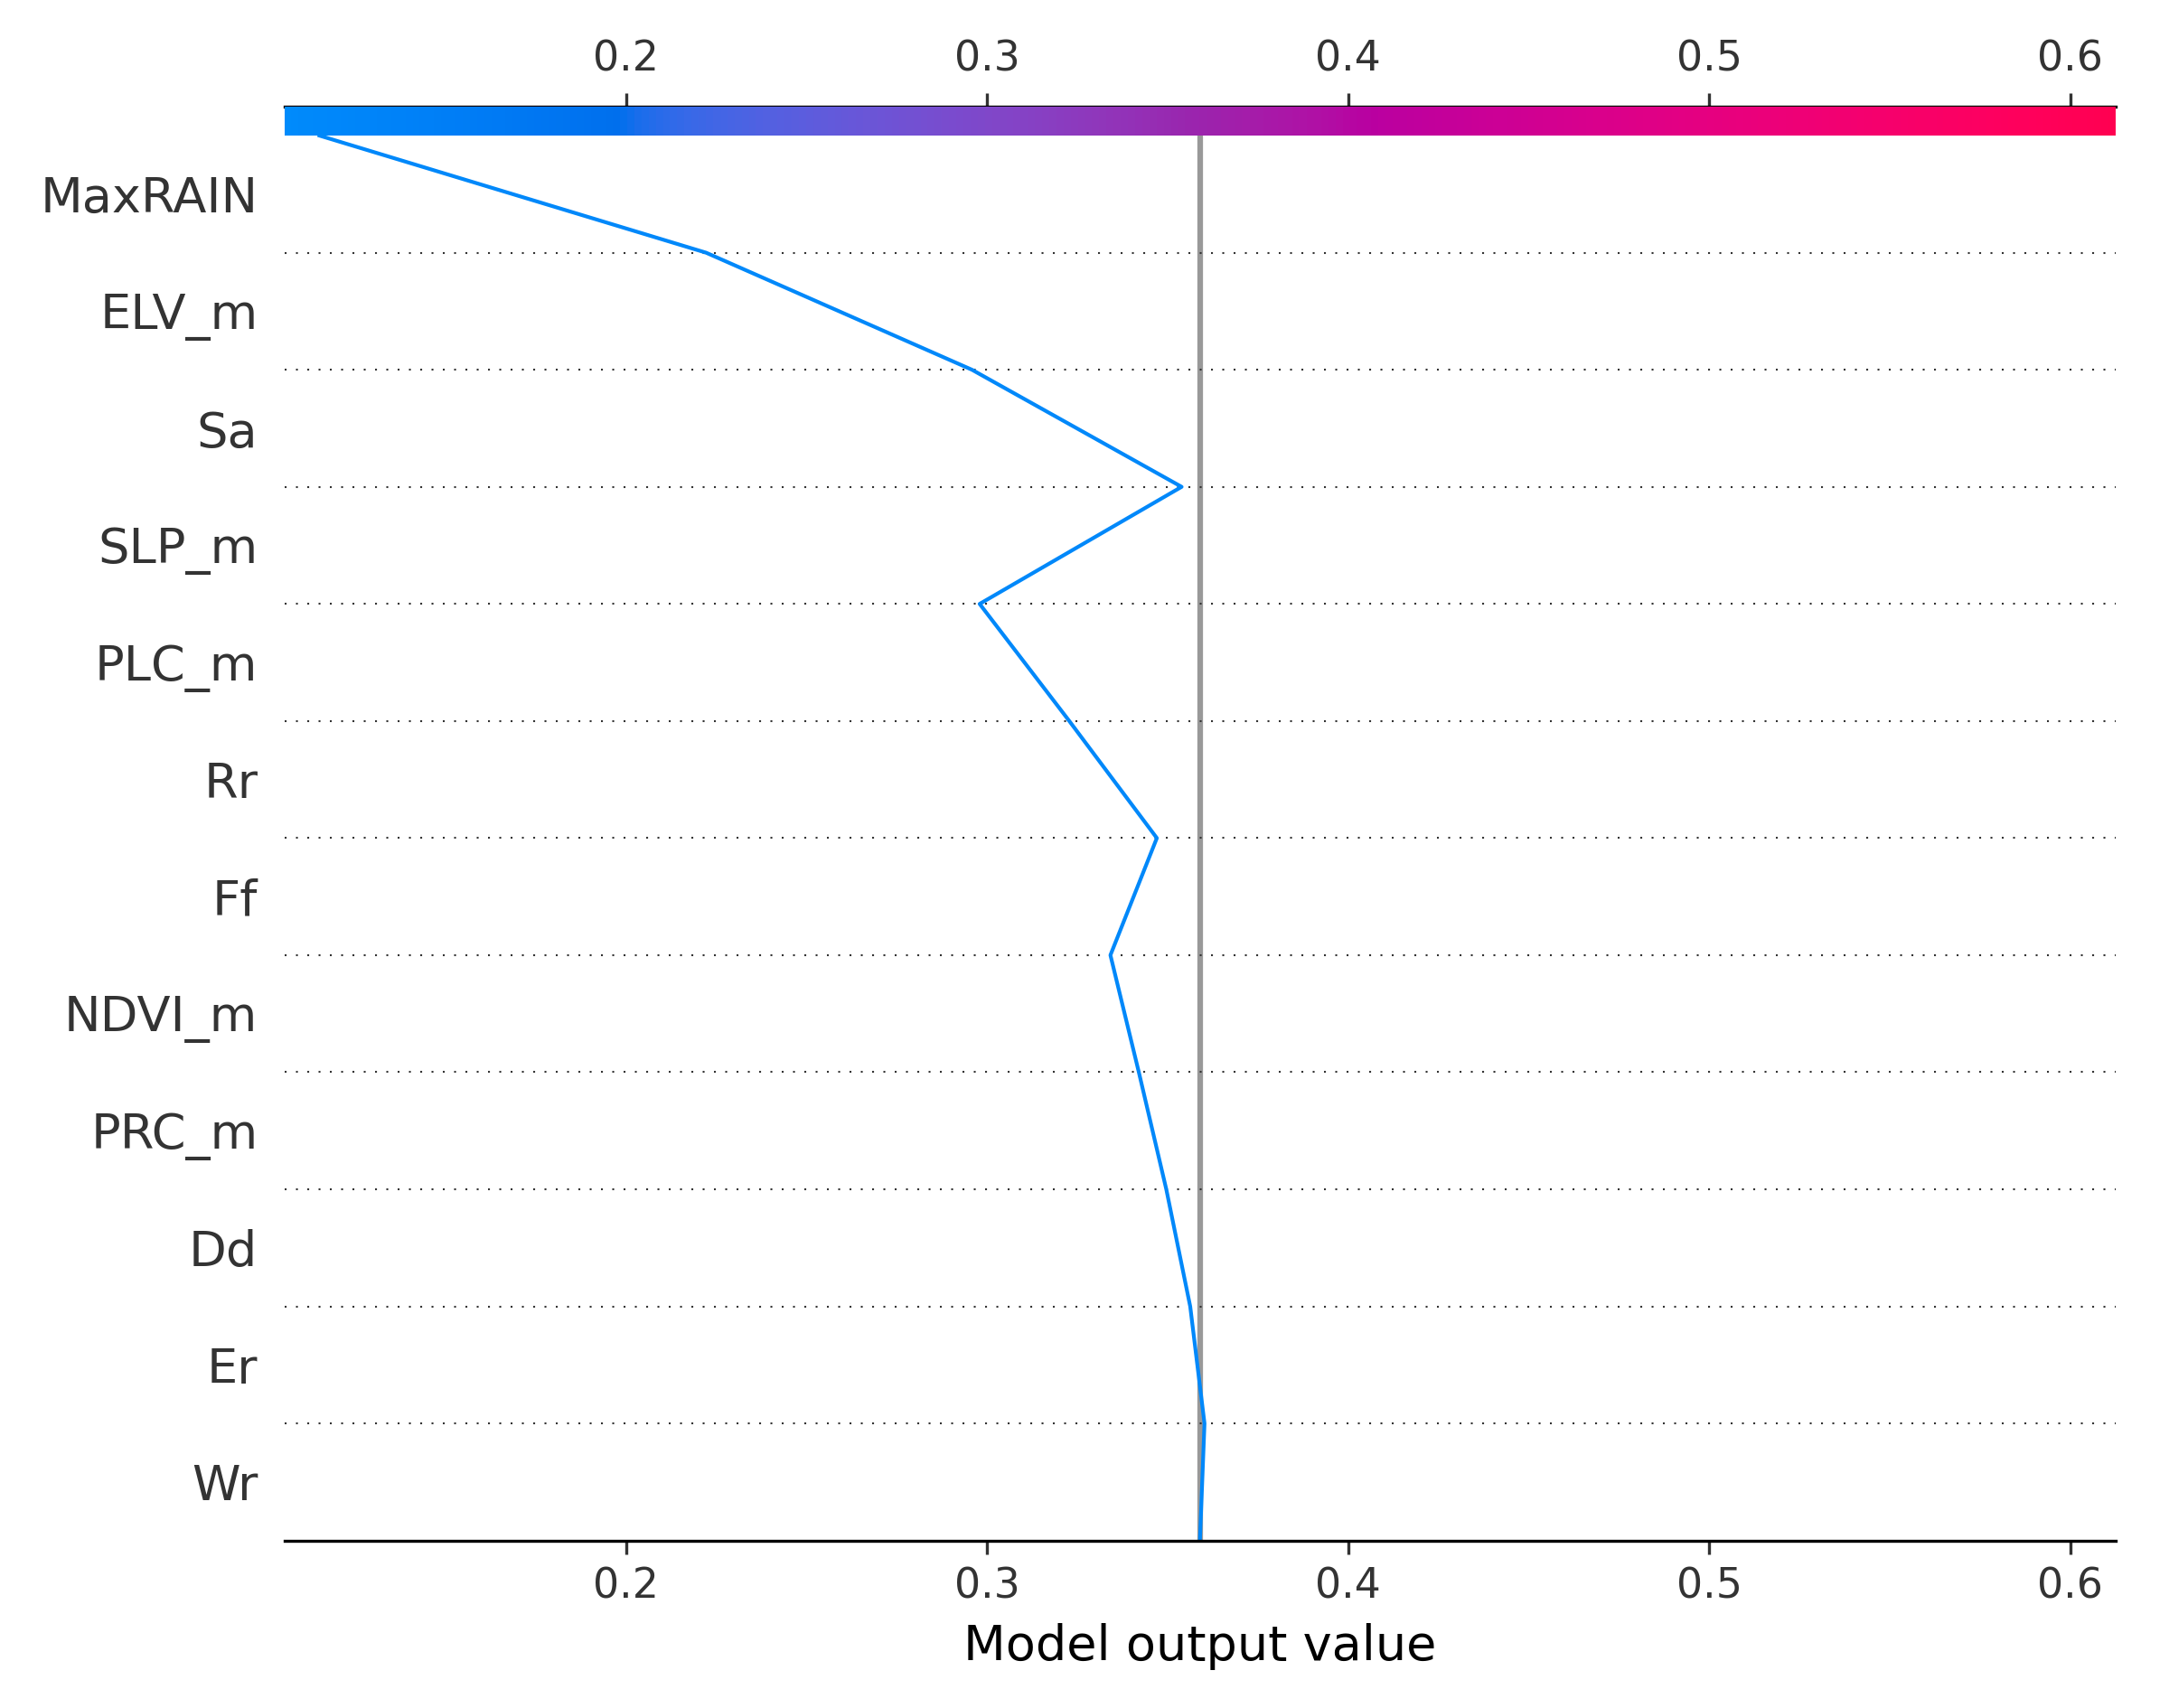 0.2 0.3 0.4 0.5 0.6
MaxRAIN
ELV_m
Sa
SLP_m
PLC_m
Rr
Ff
NDVI_m
PRC_m
Dd
Er
Wr
0.2 0.3 0.4 0.5 0.6
Model output value